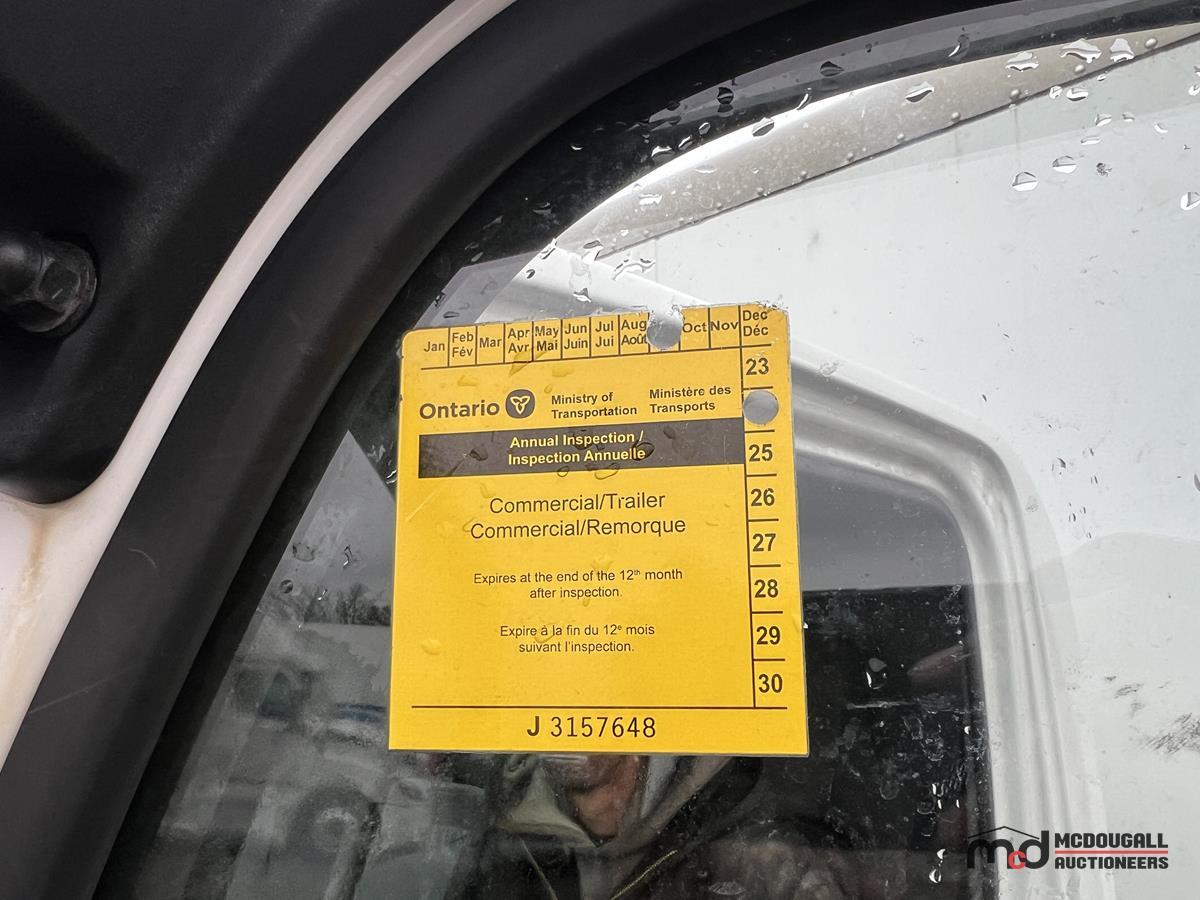 Jan Feb Fév Mar Apr Avr May Mai Jun Juin Jul Jui Aug Août Oct Nov Dec Déc
23
Ontario Ministry of Transportation Ministère des Transports
Annual Inspection /
Inspection Annuelle
25
Commercial/Trailer
Commercial/Remorque
26
27
Expires at the end of the 12th month
after inspection.
28
Expire à la fin du 12e mois
suivant l'inspection.
29
30
J 3157648
mcd MCDOUGALL
AUCTIONEERS